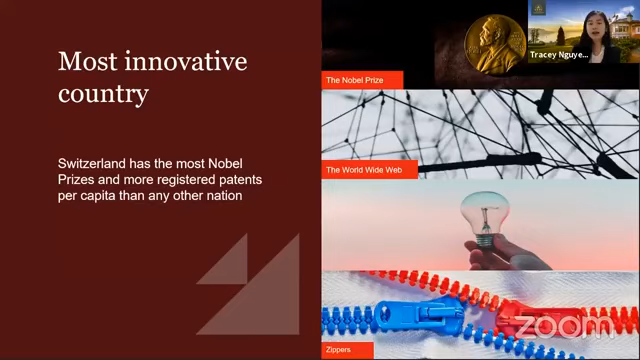 Most innovative
country
Switzerland has the most Nobel
Prizes and more registered patents
per capita than any other nation
The Nobel Prize
Tracey Nguye...
The World Wide Web
Zippers
zoom